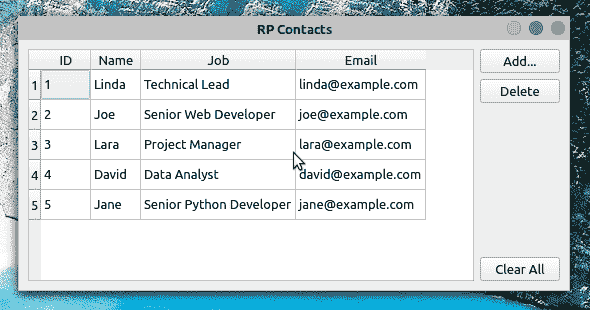 RP Contacts
ID Name Job Email
1 1 Linda Technical Lead linda@example.com
2 2 Joe Senior Web Developer joe@example.com
3 3 Lara Project Manager lara@example.com
4 4 David Data Analyst david@example.com
5 5 Jane Senior Python Developer jane@example.com
Add...
Delete
Clear All